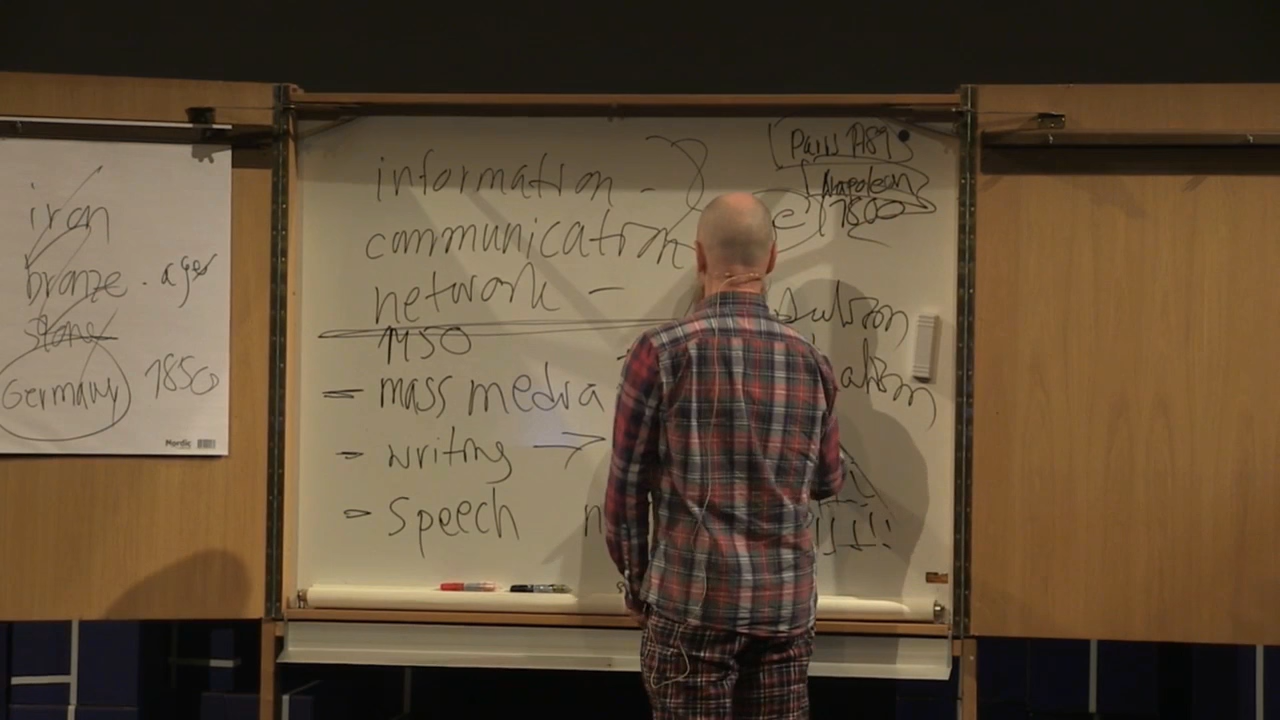 iron
bronze . ages
stone
Germany 1850
Nordic
information -
communication
network -
1450
- mass media
- writing →
- speech n
Paris 1789
Napoleon
1800
e